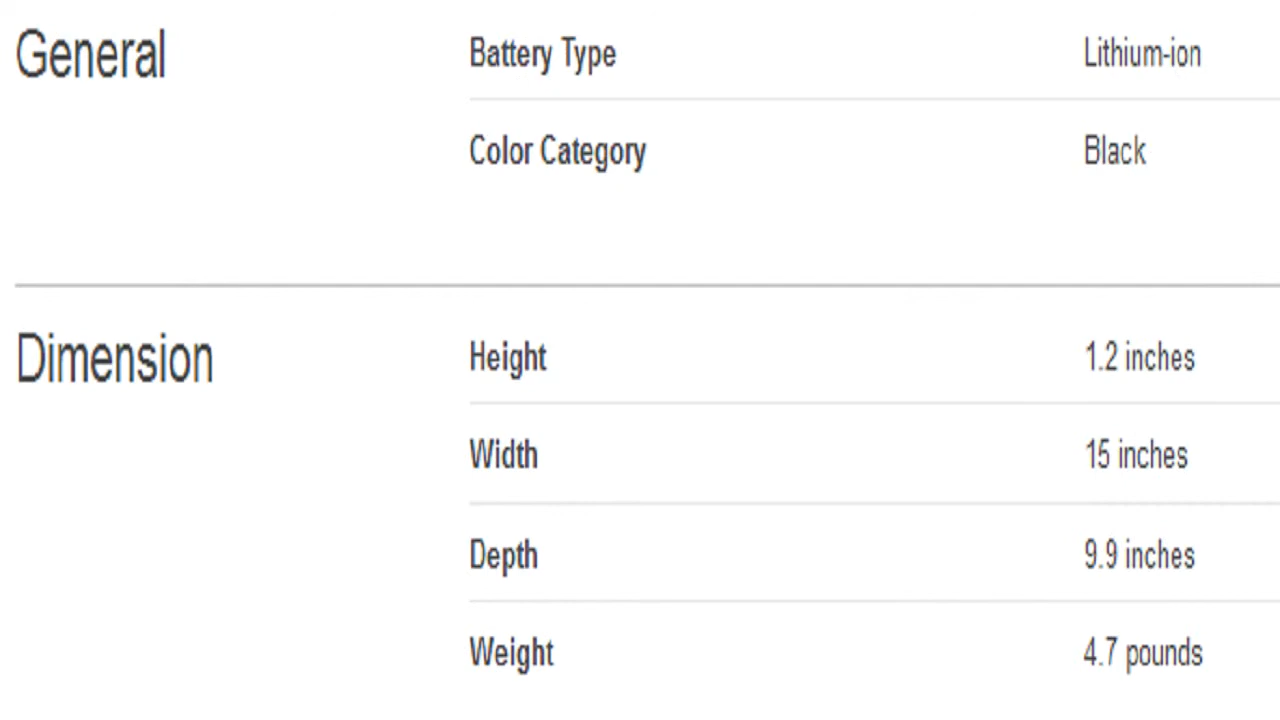 General Battery Type Lithium-ion
Color Category Black
Dimension Height 1.2 inches
Width 15 inches
Depth 9.9 inches
Weight 4.7 pounds